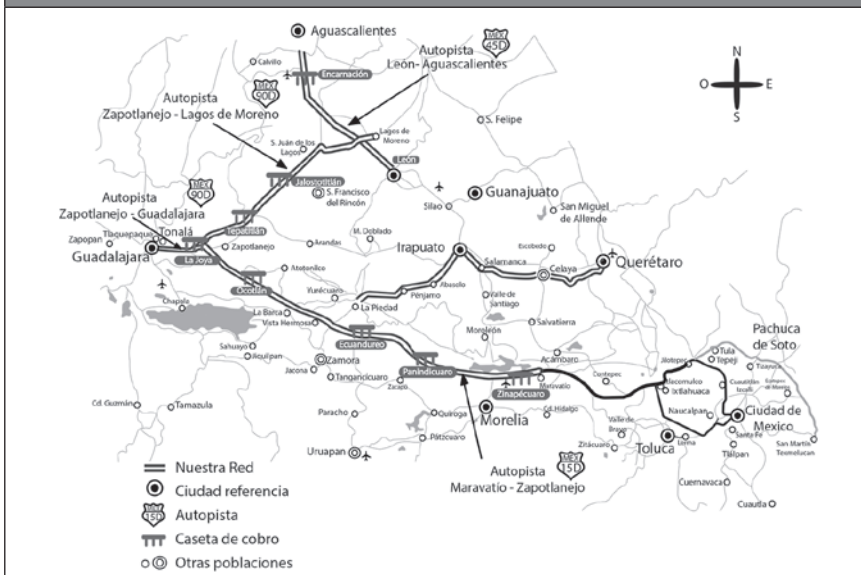 Aguascalientes
MEX
45D
Autopista
León- Aguascalientes
N
O
E
S
Calvillo
Encarnación
MEX
90D
Autopista
Zapotlanejo - Lagos de Moreno
Lagos de
Moreno
S. Felipe
S. Juán de los
Lagos
León
Jalostotitlán
S. Francisco
del Rincón
Guanajuato
Silao
San Miguel
de Allende
MEX
90D
Autopista
Zapotlanejo - Guadalajara
Tlaquepaque
Tonalá
Zapopan
Guadalajara
La Joya
Tepatitlán
Zapotlanejo
Arandas
M. Doblado
Irapuato
Escobedo
Salamanca
Celaya
Querétaro
Ocotlán
Atotonilco
Yurécuaro
Pénjamo
Abasolo
Valle de
Santiago
Chapala
La Barca
Vista Hermosa
La Piedad
Salvatierra
Moroleón
Pachuca
de Soto
Sahuayo
Jiquilpan
Ecuandureo
Zamora
Jacona
Tangancícuaro
Panindícuaro
Zacapu
Acámbaro
Maravatío
Contepec
Jilotepec
Tula
Tepeji
Tizayuca
Atlacomulco
Ixtlahuaca
Cuautitlán
Izcalli
Zinapécuaro
Cd. Guzmán
Tamazula
Paracho
Quiroga
Morelia
Cd. Hidalgo
Naucalpan
Ciudad de
Mexico
Uruapan
Pátzcuaro
Valle de
Bravo
Zitácuaro
Toluca
Lerma
Santa Fe
Tlálpan
San Martín
Texmelucan
Autopista
Maravatío - Zapotlanejo
MEX
15D
Cuernavaca
Cuautla
Nuestra Red
Ciudad referencia
MEX
15D
Autopista
Caseta de cobro
Otras poblaciones